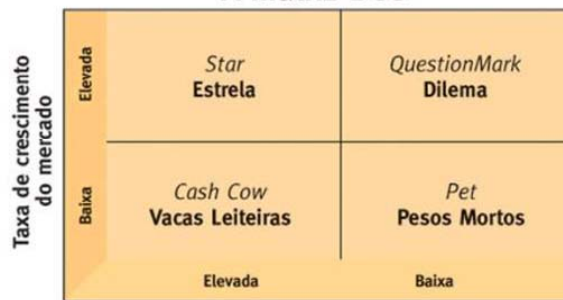 Taxa de crescimento
do mercado
Elevada
Star
Estrela
QuestionMark
Dilema
Baixa
Cash Cow
Vacas Leiteiras
Pet
Pesos Mortos
Elevada
Baixa